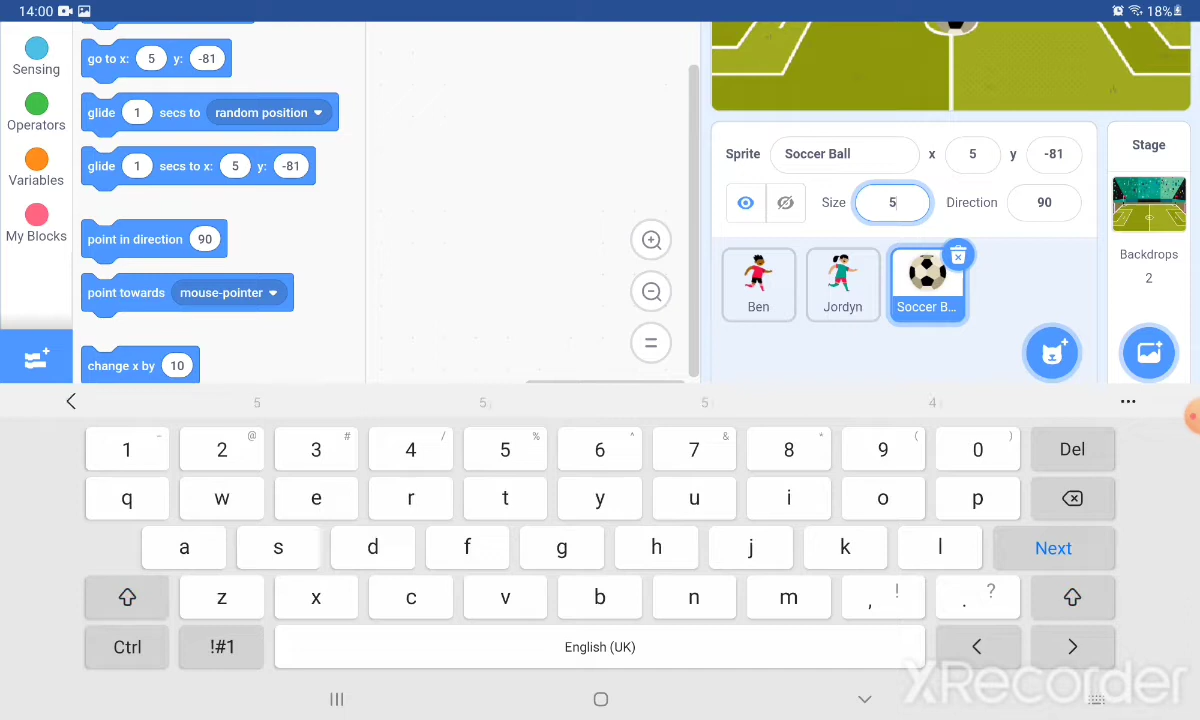 14:00
18%
Sensing
Operators
Variables
My Blocks
go to x: 5 y: -81
glide 1 secs to random position
glide 1 secs to x: 5 y: -81
point in direction 90
point towards mouse-pointer
change x by 10
Sprite Soccer Ball x 5 y -81
Size 5 Direction 90
Ben
Jordyn
Soccer B...
Stage
Backdrops
2
5 5 5 4
1 - 2 @ 3 # 4 / 5 % 6 ^ 7 & 8 * 9 ( 0 ) Del
q w e r t y u i o p
a s d f g h j k l Next
z x c v b n m , ! . ?
Ctrl !#1 English (UK) < >
XRecorder